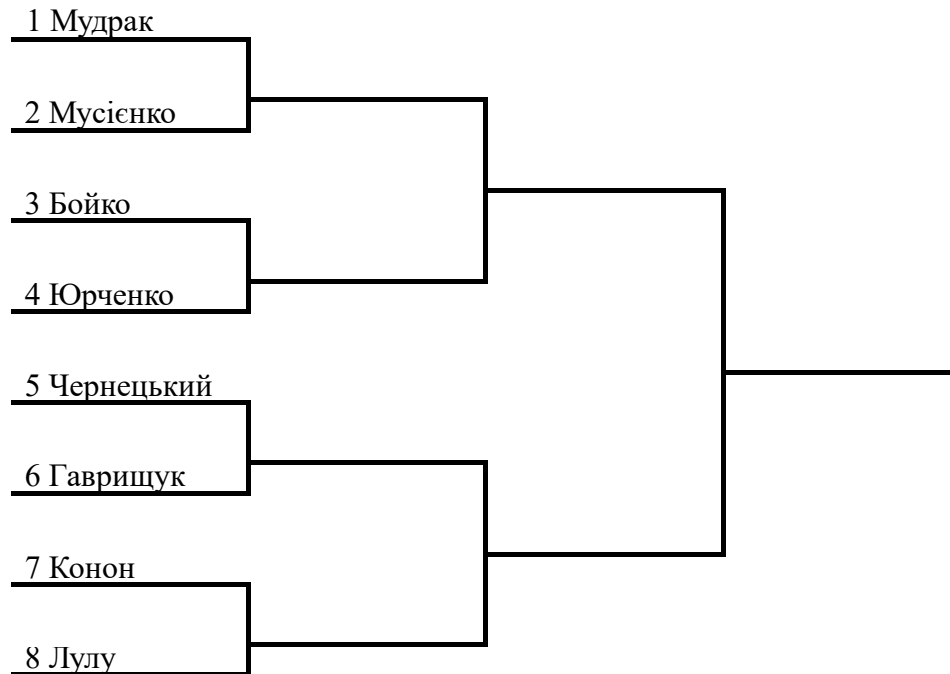 1 Мудрак
2 Мусієнко
3 Бойко
4 Юрченко
5 Чернецький
6 Гаврищук
7 Конон
8 Лулу